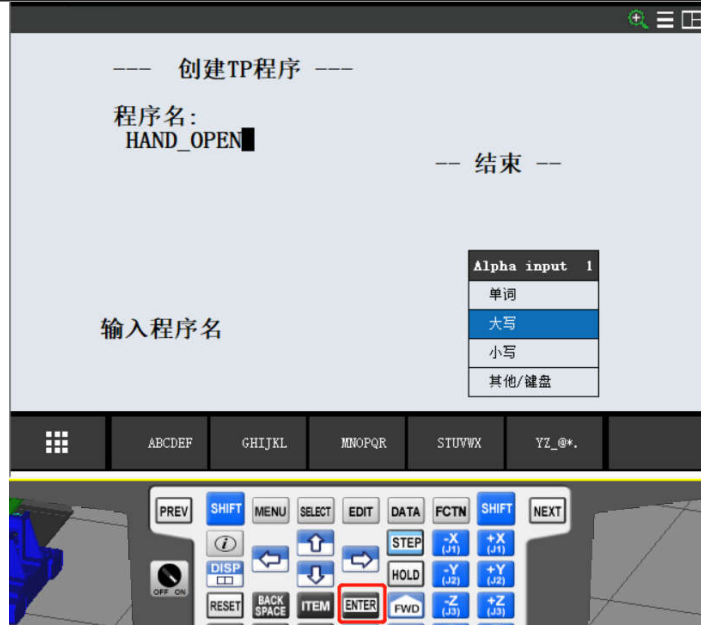 --- 创建TP程序 ---
程序名:
HAND_OPEN
-- 结束 --
Alpha input 1
单词
大写
输入程序名
小写
其他/键盘
ABCDEF GHIJKL MNOPQR STUVWX YZ_@*.
PREV SHIFT MENU SELECT EDIT DATA FCTN SHIFT NEXT
i STEP -X (J1) +X (J1)
DISP HOLD -Y (J2) +Y (J2)
OFF ON
RESET BACK SPACE ITEM ENTER FWD -Z (J3) +Z (J3)